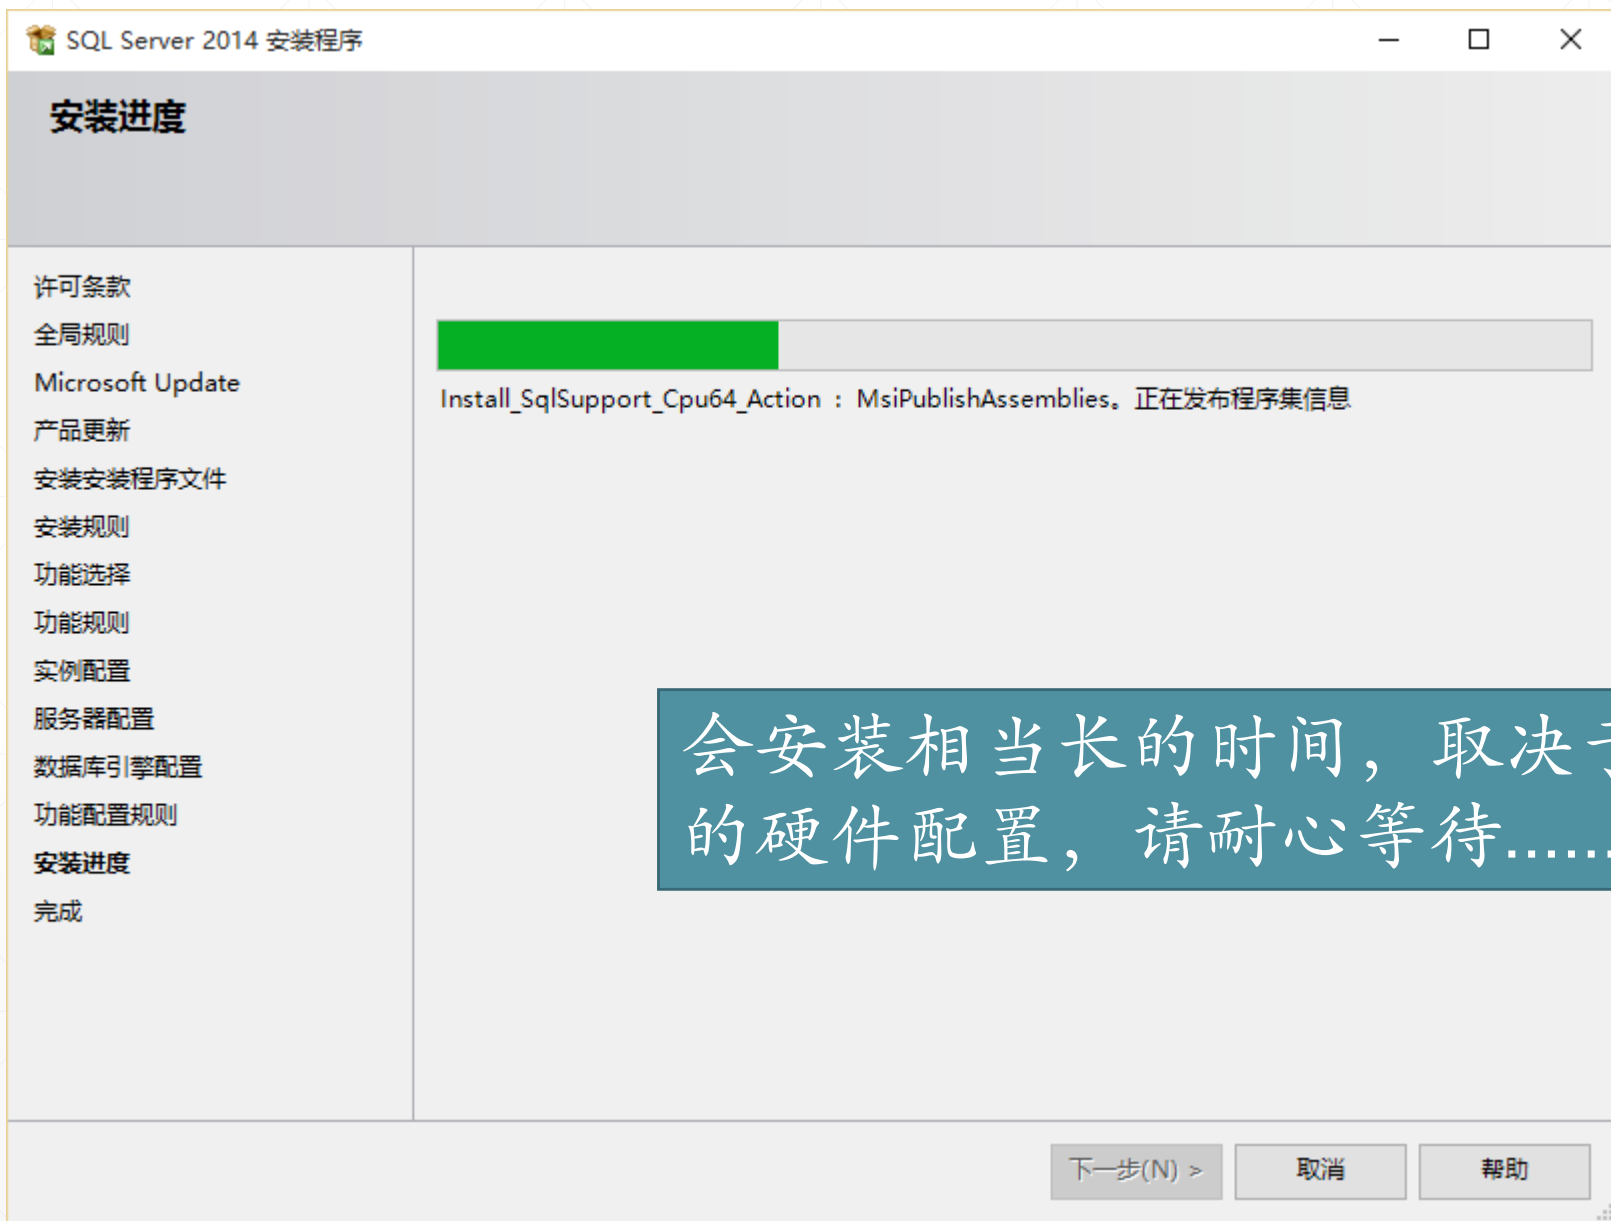 SQL Server 2014 安装程序
安装进度
许可条款
全局规则
Microsoft Update
产品更新
安装安装程序文件
安装规则
功能选择
功能规则
实例配置
服务器配置
数据库引擎配置
功能配置规则
安装进度
完成
Install_SqlSupport_Cpu64_Action : MsiPublishAssemblies。正在发布程序集信息
会安装相当长的时间，取决于
的硬件配置，请耐心等待……
下一步(N) >
取消
帮助